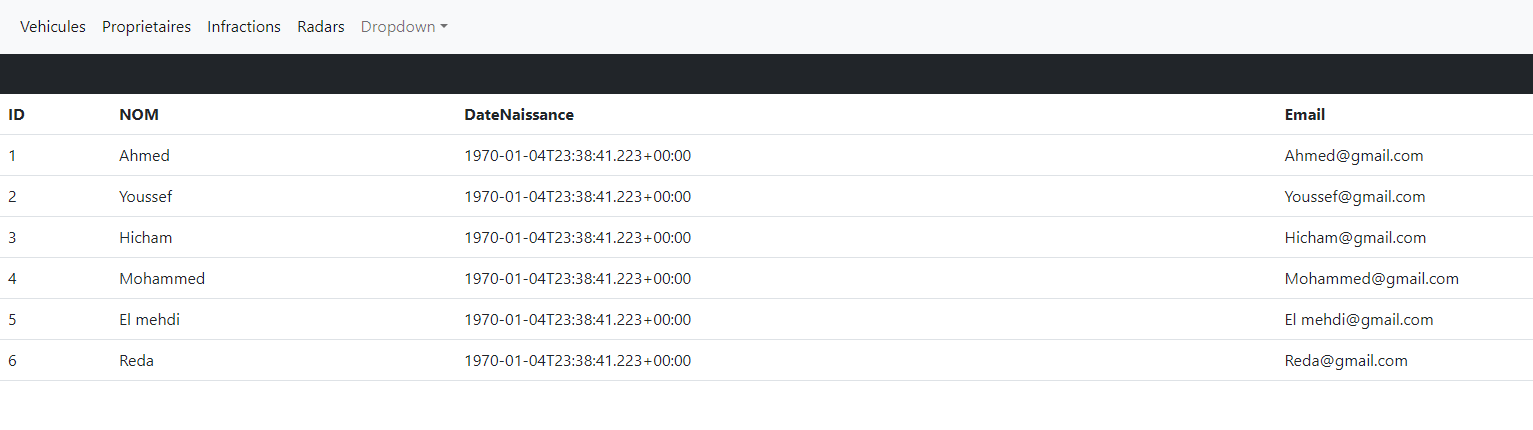 Vehicules Proprietaires Infractions Radars Dropdown
ID NOM DateNaissance Email
1 Ahmed 1970-01-04T23:38:41.223+00:00 Ahmed@gmail.com
2 Youssef 1970-01-04T23:38:41.223+00:00 Youssef@gmail.com
3 Hicham 1970-01-04T23:38:41.223+00:00 Hicham@gmail.com
4 Mohammed 1970-01-04T23:38:41.223+00:00 Mohammed@gmail.com
5 El mehdi 1970-01-04T23:38:41.223+00:00 El mehdi@gmail.com
6 Reda 1970-01-04T23:38:41.223+00:00 Reda@gmail.com